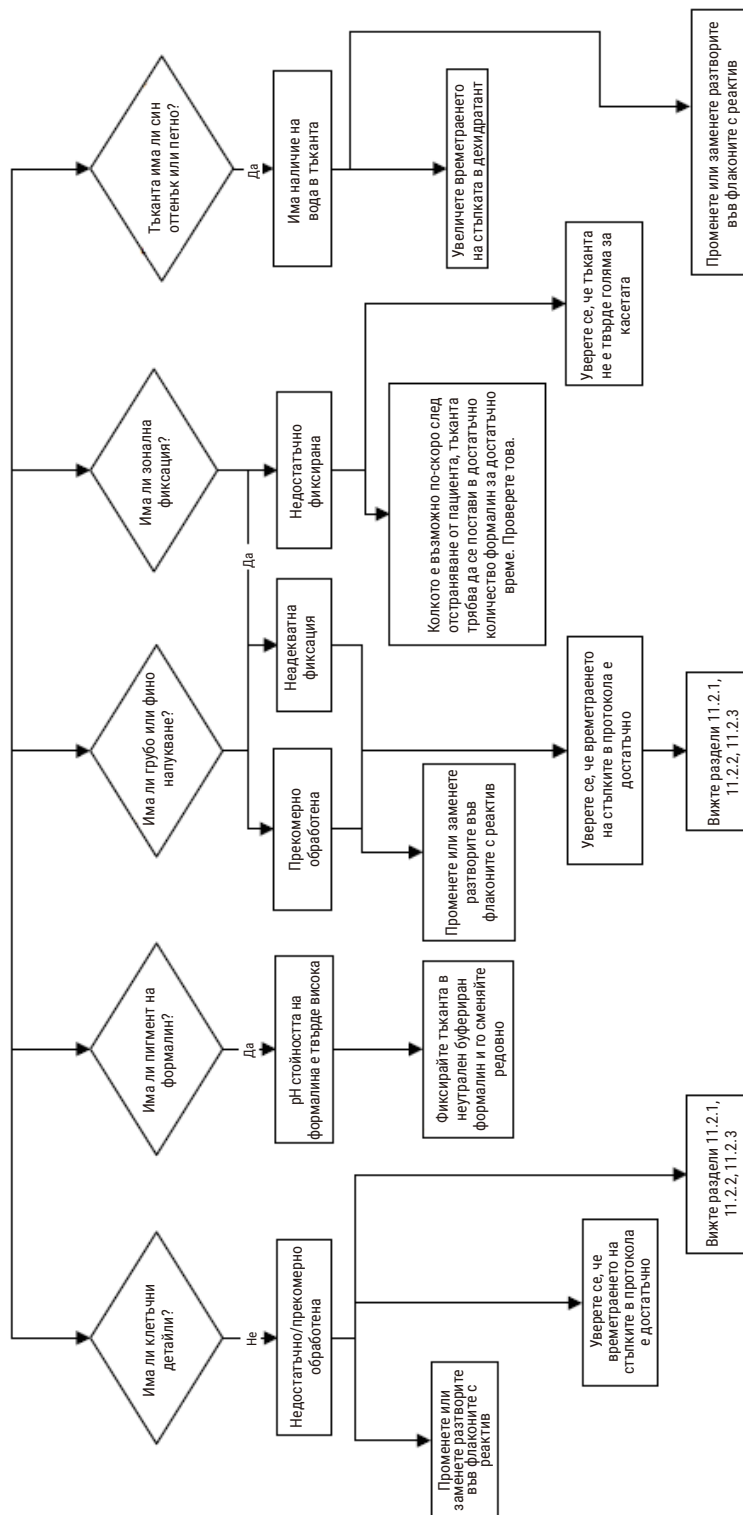 Има ли клетъчни
детайли?
Не
Недостатъчно/прекомерно
обработена
Променете или
заменете разтворите
във флаконите с
реактив
Уверете се, че
времетраенето на
стъпките в протокола
е достатъчно
Вижте раздели 11.2.1,
11.2.2, 11.2.3
Има ли пигмент на
формалин?
Да
pH стойността на
формалина е твърде висока
Фиксирайте тъканта в
неутрален буфериран
формалин и го сменяйте
редовно
Има ли грубо или фино
напукване?
Прекомерно
обработена
Неадекватна
фиксация
Променете или заменете
разтворите във
флаконите с реактив
Уверете се, че времетраенето
на стъпките в протокола е
достатъчно
Вижте раздели 11.2.1,
11.2.2, 11.2.3
Има ли зонална
фиксация?
Да
Недостатъчно
фиксирана
Колкото е възможно по-скоро след
отстраняване от пациента, тъканта
трябва да се постави в достатъчно
количество формалин за достатъчно
време. Проверете това.
Уверете се, че тъканта
не е твърде голяма за
касетата
Тъканта има ли син
оттенък или петно?
Да
Има наличие на
вода в тъканта
Увеличете времетраенето
на стъпката в дехидратант
Променете или заменете разтворите
във флаконите с реактив